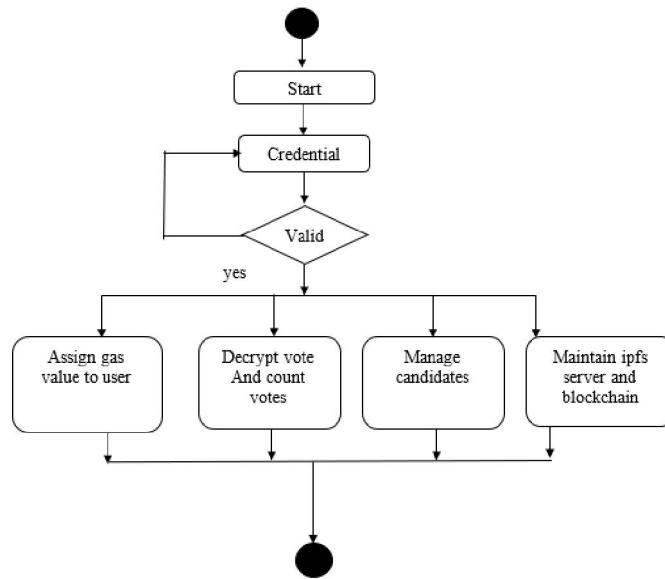 Start
Credential
Valid
yes
Assign gas
value to user
Decrypt vote
And count
votes
Manage
candidates
Maintain ipfs
server and
blockchain